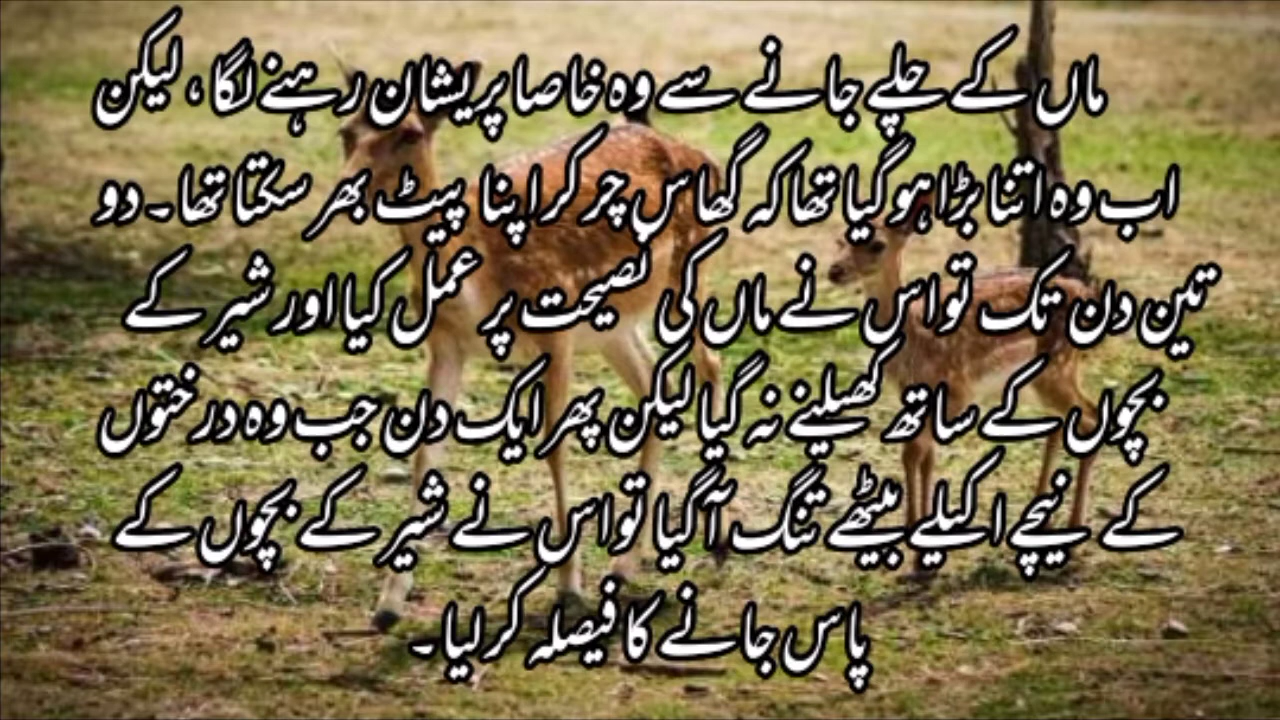 ماں کے چلے جانے سے وہ خاصا پریشان رہنے لگا، لیکن
اب وہ اتنا بڑا ہو گیا تھا کہ گھاس چر کر اپنا پیٹ بھر سکتا تھا۔ دو
تین دن تک تو اس نے ماں کی نصیحت پر عمل کیا اور شیر کے
بچوں کے ساتھ کھیلنے نہ گیا لیکن پھر ایک دن جب وہ درختوں
کے نیچے اکیلے بیٹھے تنگ آگیا تو اس نے شیر کے بچوں کے
پاس جانے کا فیصلہ کر لیا۔